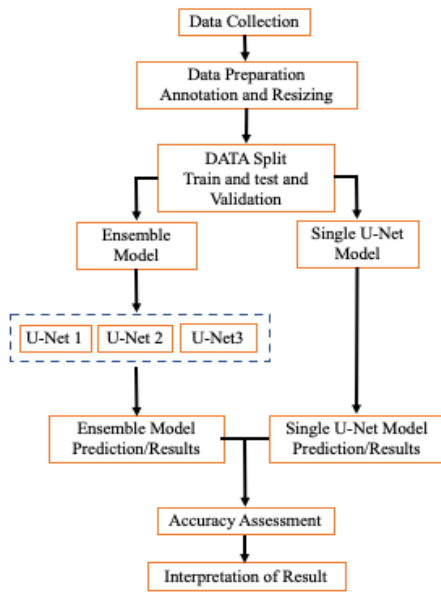 Data Collection
Data Preparation
Annotation and Resizing
DATA Split
Train and test and
Validation
Ensemble
Model
Single U-Net
Model
U-Net 1
U-Net 2
U-Net3
Ensemble Model
Prediction/Results
Single U-Net Model
Prediction/Results
Accuracy Assessment
Interpretation of Result